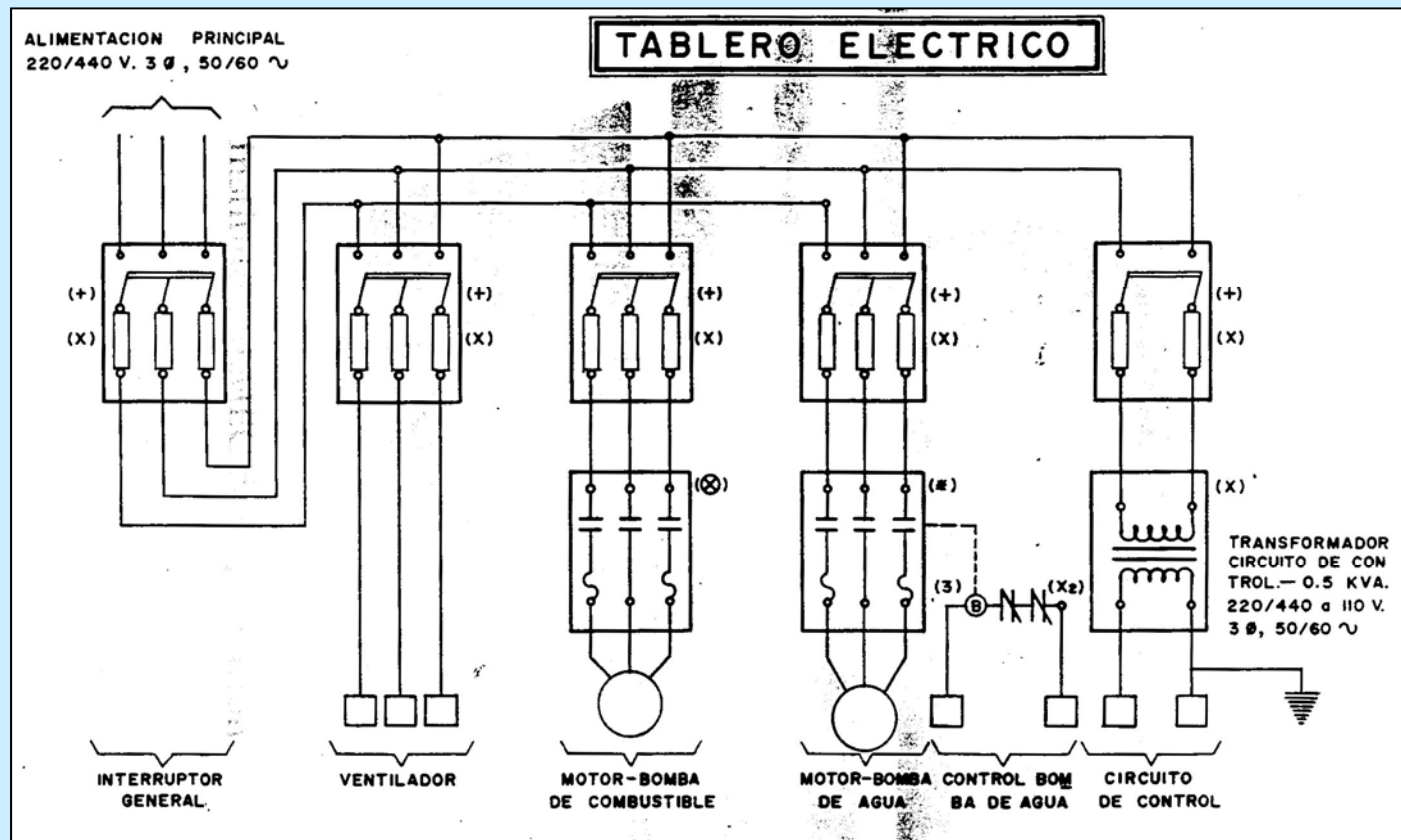 ALIMENTACION PRINCIPAL
220/440 V. 3 Ø, 50/60 ∿
TABLERO ELECTRICO
(+)
(X)
(+)
(X)
(+)
(X)
(+)
(X)
(+)
(X)
(⊗)
(*)
(X)
(3)
B
(X2)
TRANSFORMADOR
CIRCUITO DE CON
TROL.— 0.5 KVA.
220/440 a 110 V.
3 Ø, 50/60 ∿
INTERRUPTOR
GENERAL.
VENTILADOR
MOTOR-BOMBA
DE COMBUSTIBLE
MOTOR-BOMBA
DE AGUA
CONTROL BOM
BA DE AGUA
CIRCUITO
DE CONTROL